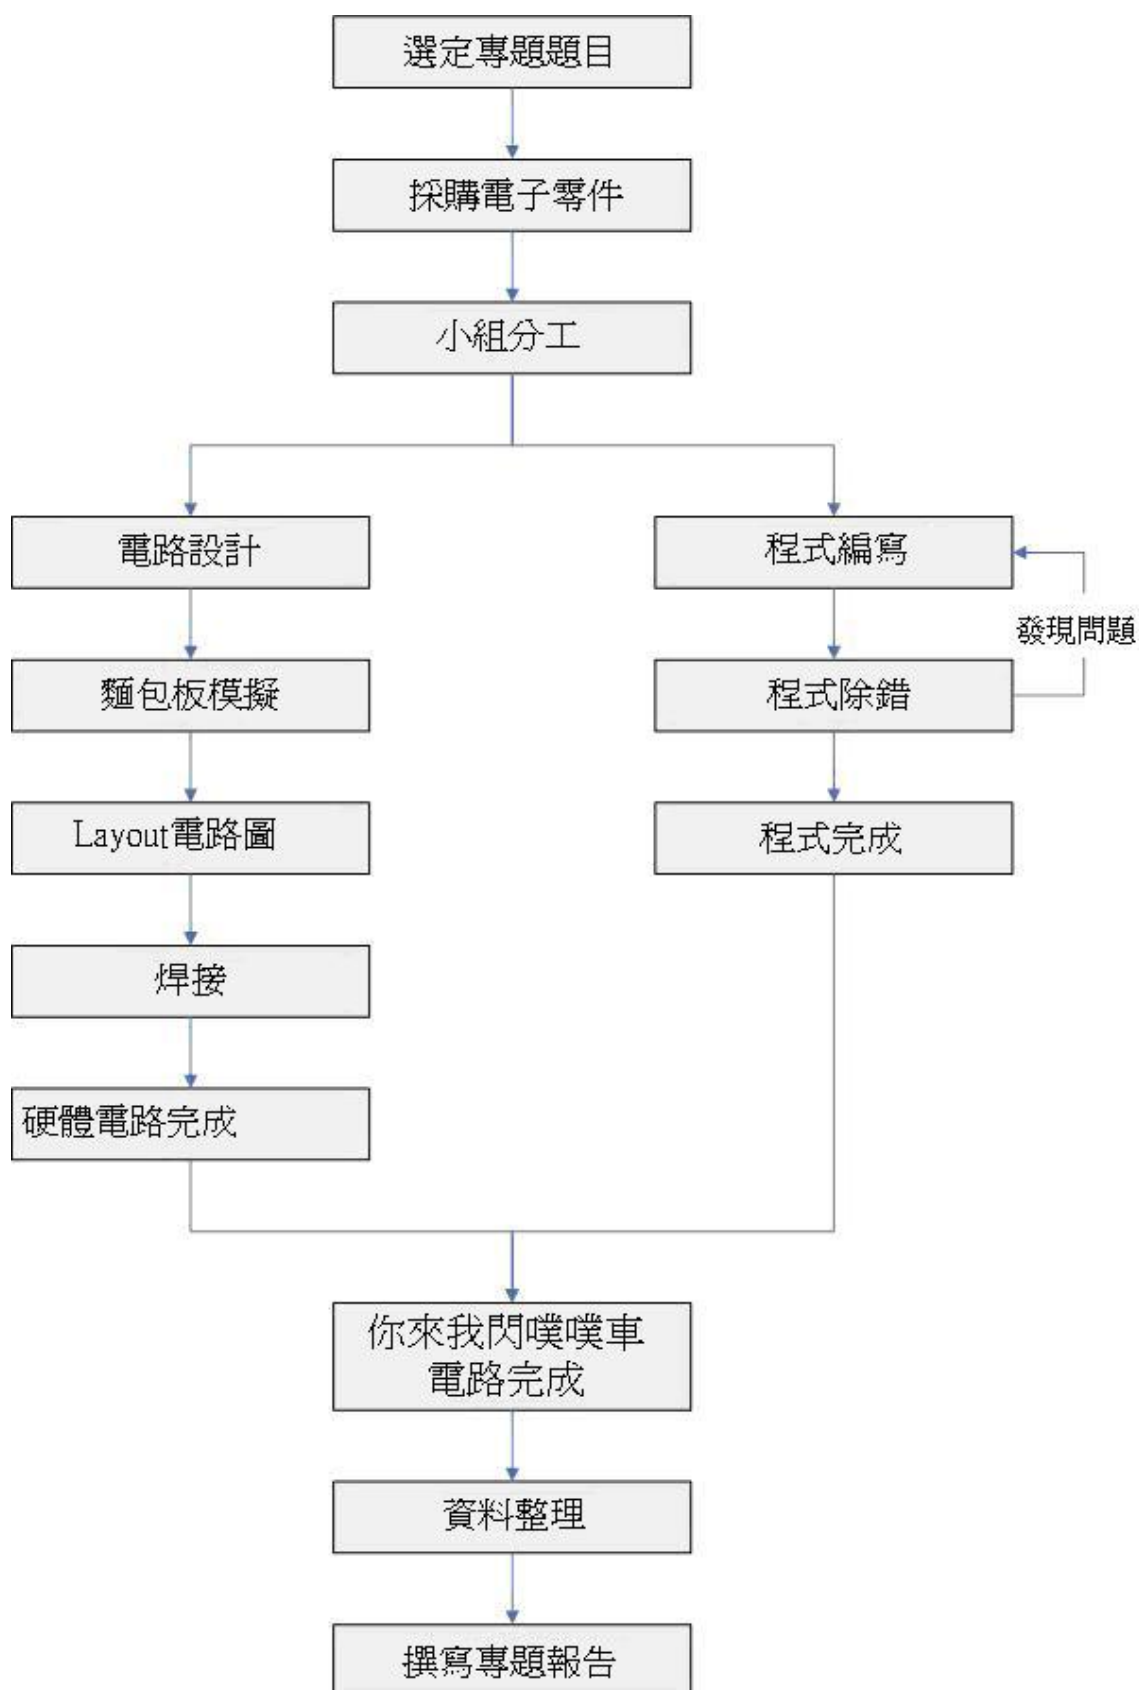 選定專題題目
採購電子零件
小組分工
電路設計
麵包板模擬
Layout電路圖
焊接
硬體電路完成
程式編寫
發現問題
程式除錯
程式完成
你來我閃噗噗車
電路完成
資料整理
撰寫專題報告